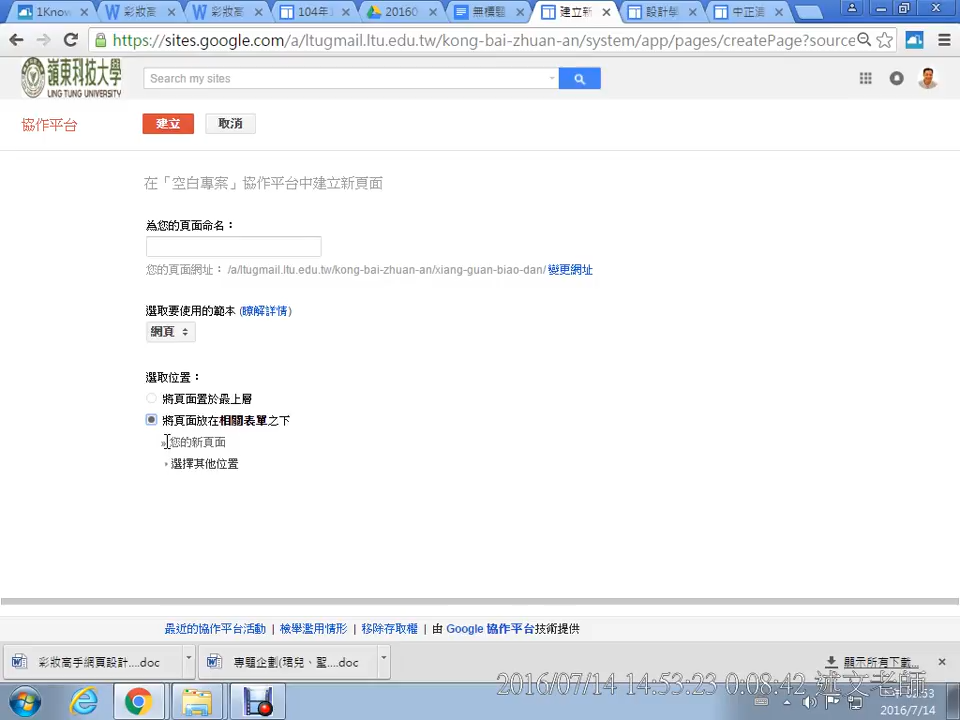 1Know
彩妝高
彩妝高
104年
20160
無標題
建立新
設計學
中正濱
https://sites.google.com/a/ltugmail.ltu.edu.tw/kong-bai-zhuan-an/system/app/pages/createPage?source
嶺東科技大學
LING TUNG UNIVERSITY
Search my sites
協作平台
建立
取消
在「空白專案」協作平台中建立新頁面
為您的頁面命名：
您的頁面網址： /a/ltugmail.ltu.edu.tw/kong-bai-zhuan-an/xiang-guan-biao-dan/ 變更網址
選取要使用的範本 (瞭解詳情)
網頁
選取位置：
將頁面置於最上層
將頁面放在相關表單之下
» 您的新頁面
選擇其他位置
最近的協作平台活動 | 檢舉濫用情形 | 移除存取權 | 由 Google 協作平台技術提供
彩妝高手網頁設計....doc
專題企劃(珺兒、聖....doc
顯示所有下載...
2016/07/14 14:53:23 0:08:42 述文老師
2016/7/14